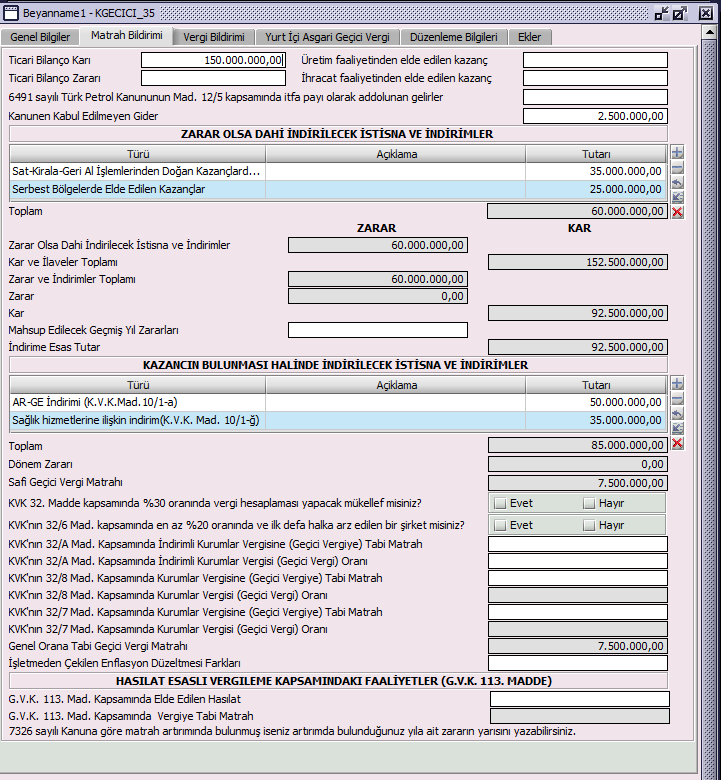 Beyanname1 - KGECICI_35
Genel Bilgiler Matrah Bildirimi Vergi Bildirimi Yurt İçi Asgari Geçici Vergi Düzenleme Bilgileri Ekler
Ticari Bilanço Karı 150.000.000,00 Üretim faaliyetinden elde edilen kazanç
Ticari Bilanço Zararı İhracat faaliyetinden elde edilen kazanç
6491 sayılı Türk Petrol Kanununun Mad. 12/5 kapsamında itfa payı olarak addolunan gelirler
Kanunen Kabul Edilmeyen Gider 2.500.000,00
ZARAR OLSA DAHİ İNDİRİLECEK İSTİSNA VE İNDİRİMLER
Türü Açıklama Tutarı
Sat-Kirala-Geri Al İşlemlerinden Doğan Kazançlard... 35.000.000,00
Serbest Bölgelerde Elde Edilen Kazançlar 25.000.000,00
Toplam 60.000.000,00
ZARAR KAR
Zarar Olsa Dahi İndirilecek İstisna ve İndirimler 60.000.000,00
Kar ve İlaveler Toplamı 152.500.000,00
Zarar ve İndirimler Toplamı 60.000.000,00
Zarar 0,00
Kar 92.500.000,00
Mahsup Edilecek Geçmiş Yıl Zararları
İndirime Esas Tutar 92.500.000,00
KAZANCIN BULUNMASI HALİNDE İNDİRİLECEK İSTİSNA VE İNDİRİMLER
Türü Açıklama Tutarı
AR-GE İndirimi (K.V.K.Mad.10/1-a) 50.000.000,00
Sağlık hizmetlerine ilişkin indirim(K.V.K. Mad. 10/1-ğ) 35.000.000,00
Toplam 85.000.000,00
Dönem Zararı 0,00
Safi Geçici Vergi Matrahı 7.500.000,00
KVK 32. Madde kapsamında %30 oranında vergi hesaplaması yapacak mükellef misiniz? Evet Hayır
KVK'nın 32/6 Mad. kapsamında en az %20 oranında ve ilk defa halka arz edilen bir şirket misiniz? Evet Hayır
KVK'nın 32/A Mad. Kapsamında İndirimli Kurumlar Vergisine (Geçici Vergiye) Tabi Matrah
KVK'nın 32/A Mad. Kapsamında İndirimli Kurumlar Vergisi (Geçici Vergi) Oranı
KVK'nın 32/8 Mad. Kapsamında Kurumlar Vergisine (Geçici Vergiye) Tabi Matrah
KVK'nın 32/8 Mad. Kapsamında Kurumlar Vergisi (Geçici Vergi) Oranı
KVK'nın 32/7 Mad. Kapsamında Kurumlar Vergisine (Geçici Vergiye) Tabi Matrah
KVK'nın 32/7 Mad. Kapsamında Kurumlar Vergisi (Geçici Vergi) Oranı
Genel Orana Tabi Geçici Vergi Matrahı 7.500.000,00
İşletmeden Çekilen Enflasyon Düzeltmesi Farkları
HASILAT ESASLI VERGİLEME KAPSAMINDAKI FAALİYETLER (G.V.K. 113. MADDE)
G.V.K. 113. Mad. Kapsamında Elde Edilen Hasılat
G.V.K. 113. Mad. Kapsamında Vergiye Tabi Matrah
7326 sayılı Kanuna göre matrah artırımında bulunmuş iseniz artırımda bulunduğunuz yıla ait zararın yarısını yazabilirsiniz.